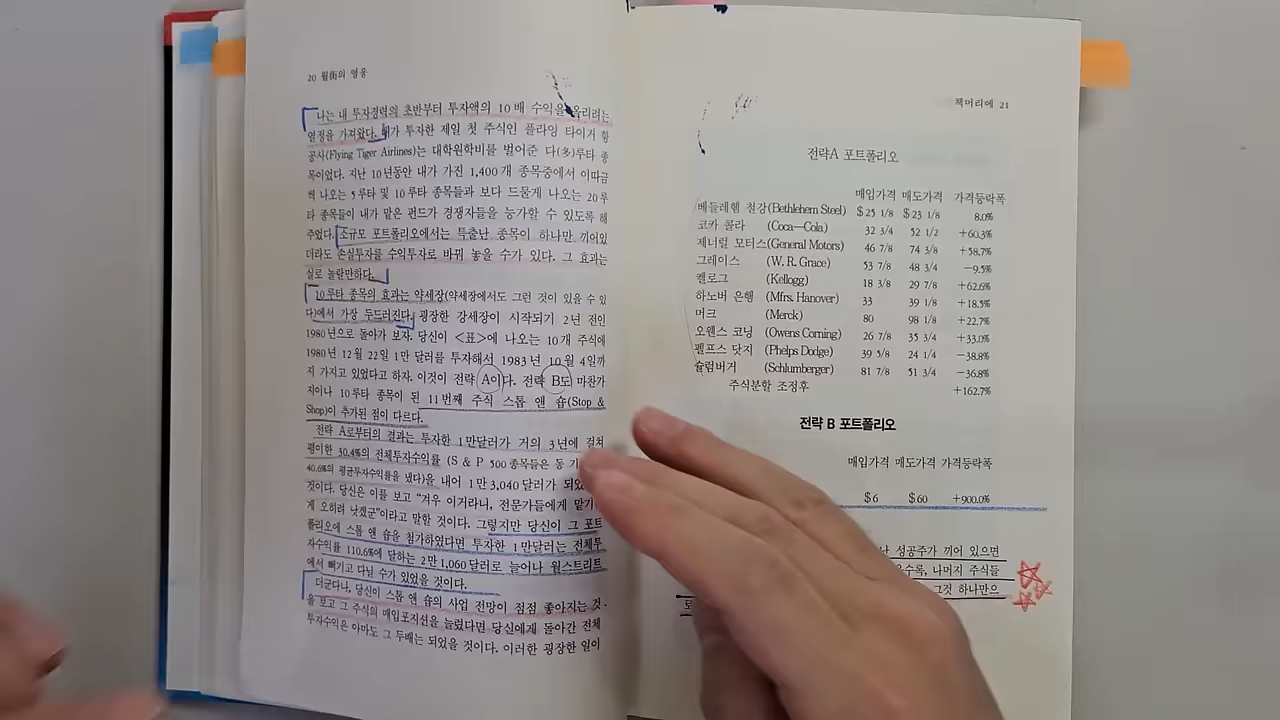 20 월街의 영웅
나는 내 투자경력의 초반부터 투자액의 10배 수익을 올리려는
열정을 가져왔다. 내가 투자한 제일 첫 주식인 플라잉 타이거 항
공사(Flying Tiger Airlines)는 대학원학비를 벌어준 다(多)루타 종
목이었다. 지난 10년동안 내가 가진 1,400개 종목중에서 이따금
씩 나오는 5루타 및 10루타 종목들과 보다 드물게 나오는 20루
타 종목들이 내가 맡은 펀드가 경쟁자들을 능가할 수 있도록 해
주었다. 소규모 포트폴리오에서는 특출난 종목이 하나만 끼어있
더라도 손실투자를 수익투자로 바꿔 놓을 수가 있다. 그 효과는
실로 놀랄만하다.
10루타 종목의 효과는 약세장(약세장에서도 그런 것이 있을 수 있
다)에서 가장 두드러진다. 굉장한 강세장이 시작되기 2년 전인
1980년으로 돌아가 보자. 당신이 <표>에 나오는 10개 주식에
1980년 12월 22일 1만 달러를 투자해서 1983년 10월 4일까
지 가지고 있었다고 하자. 이것이 전략 A이다. 전략 B도 마찬가
지이나 10루타 종목이 된 11번째 주식 스톱 앤 숍(Stop &
Shop)이 추가된 점이 다르다.
전략 A로부터의 결과는 투자한 1만달러가 거의 3년에 걸쳐
평이한 30.4%의 전체투자수익률 (S & P 500종목들은 동 기
40.6%의 평균투자수익률을 냈다)을 내어 1만 3,040달러가 되었
것이다. 당신은 이를 보고 “겨우 이거라니, 전문가들에게 맡기
게 오히려 낫겠군”이라고 말할 것이다. 그렇지만 당신이 그 포트
폴리오에 스톱 앤 숍을 첨가하였다면 투자한 1만달러는 전체투
자수익률 110.6%에 달하는 2만 1,060달러로 늘어나 월스트리트
에서 뻐기고 다닐 수가 있었을 것이다.
더군다나, 당신이 스톱 앤 숍의 사업 전망이 점점 좋아지는 것
을 보고 그 주식의 매입포지션을 늘렸다면 당신에게 돌아간 전체
투자수익은 아마도 그 두배는 되었을 것이다. 이러한 굉장한 일이
책머리에 21
전략A 포트폴리오
매입가격 매도가격 가격등락폭
베들레헴 철강(Bethlehem Steel) $25 1/8 $23 1/8 8.0%
코카 콜라 (Coca—Cola) 32 3/4 52 1/2 +60.3%
제너럴 모터스(General Motors) 46 7/8 74 3/8 +58.7%
그레이스 (W. R. Grace) 53 7/8 48 3/4 −9.5%
켈로그 (Kellogg) 18 3/8 29 7/8 +62.6%
하노버 은행 (Mfrs. Hanover) 33 39 1/8 +18.5%
머크 (Merck) 80 98 1/8 +22.7%
오웬스 코닝 (Owens Corning) 26 7/8 35 3/4 +33.0%
펠프스 닷지 (Phelps Dodge) 39 5/8 24 1/4 −38.8%
슐럼버거 (Schlumberger) 81 7/8 51 3/4 −36.8%
주식분할 조정후 +162.7%
전략 B 포트폴리오
매입가격 매도가격 가격등락폭
$6 $60 +900.0%
난 성공주가 끼어 있으면
수록, 나머지 주식들
그것 하나만으
로